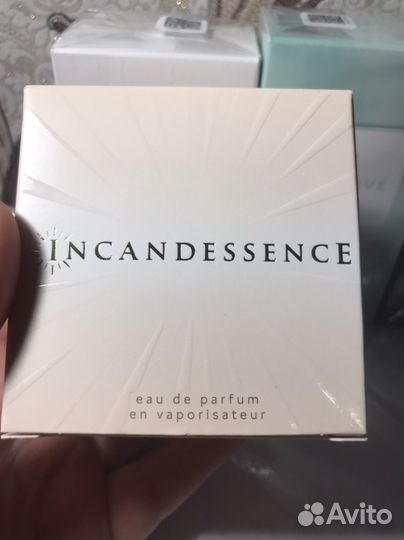 INCANDESSENCE
eau de parfum
en vaporisateur
Avito